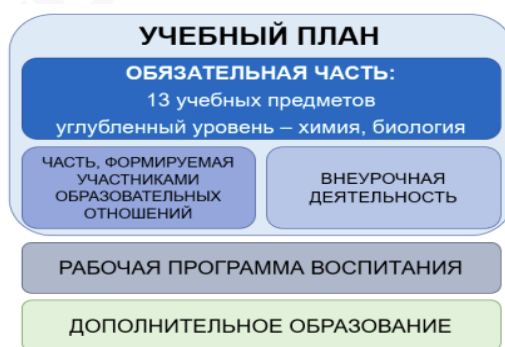 УЧЕБНЫЙ ПЛАН
ОБЯЗАТЕЛЬНАЯ ЧАСТЬ:
13 учебных предметов
углубленный уровень – химия, биология
ЧАСТЬ, ФОРМИРУЕМАЯ
УЧАСТНИКАМИ
ОБРАЗОВАТЕЛЬНЫХ
ОТНОШЕНИЙ
ВНЕУРОЧНАЯ
ДЕЯТЕЛЬНОСТЬ
РАБОЧАЯ ПРОГРАММА ВОСПИТАНИЯ
ДОПОЛНИТЕЛЬНОЕ ОБРАЗОВАНИЕ